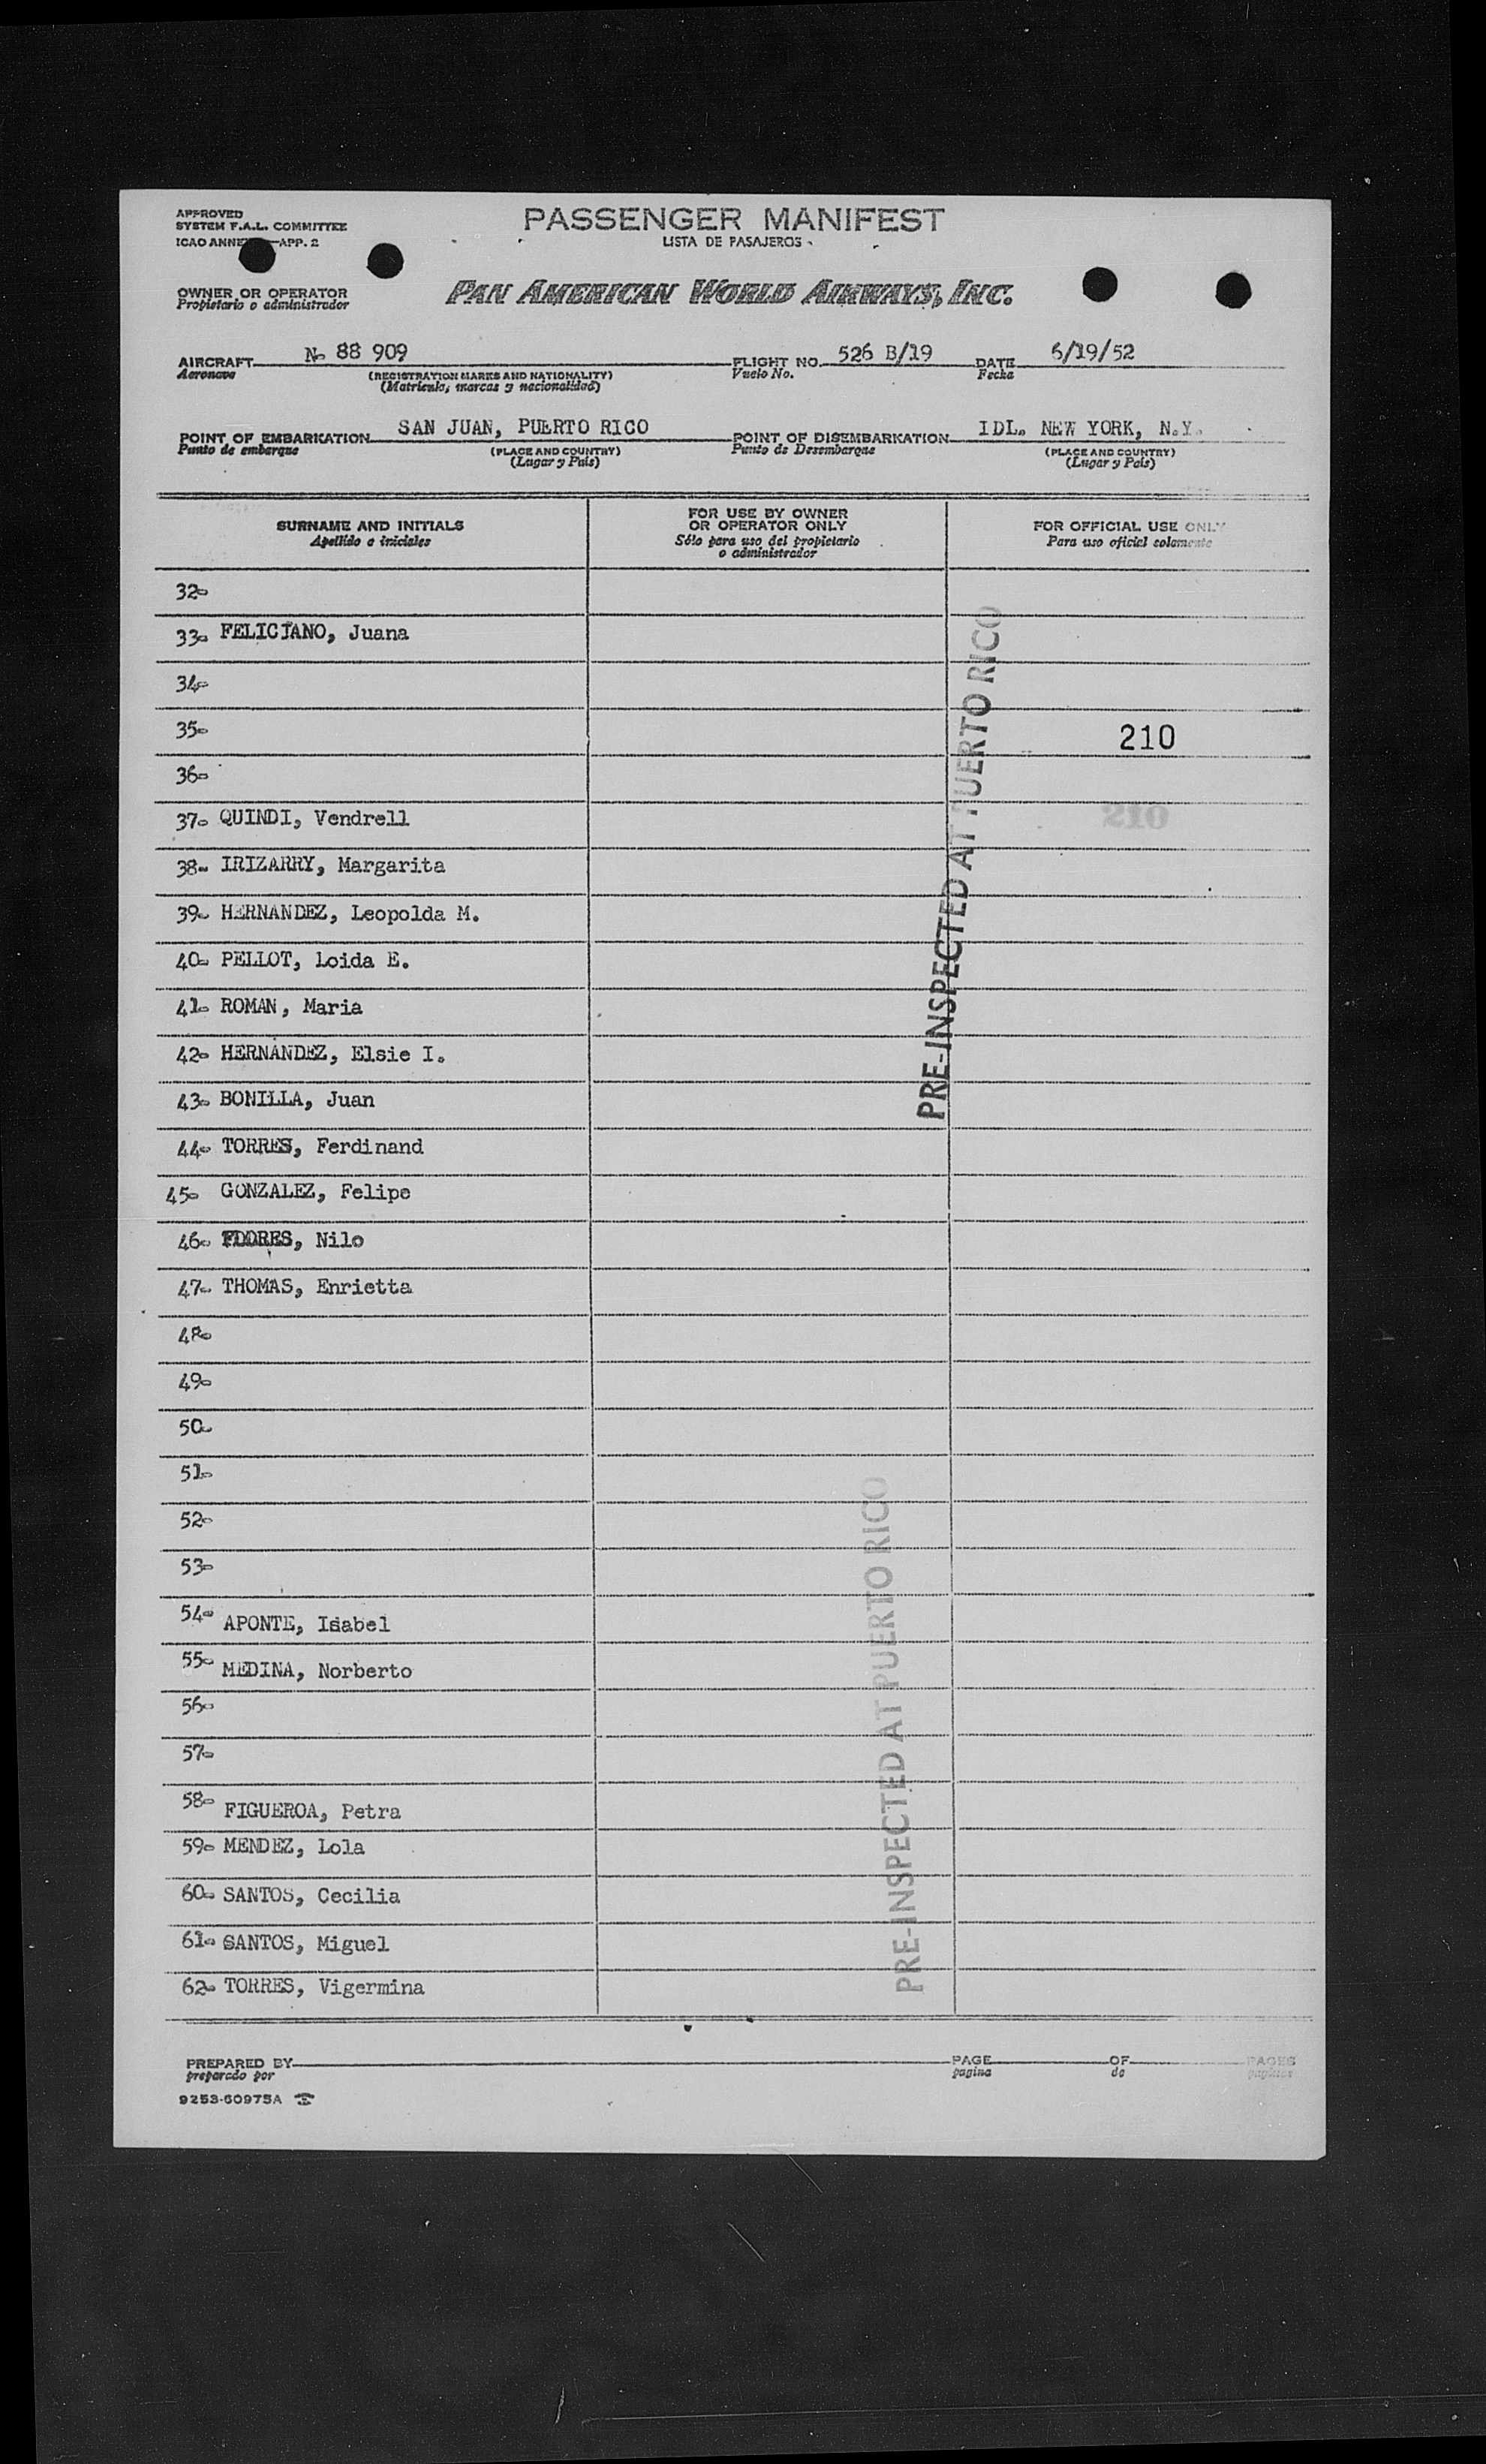 APPROVED
SYSTEM F.A.L. COMMITTEE
ICAO ANNE APP. 2
PASSENGER MANIFEST
LISTA DE PASAJEROS
OWNER OR OPERATOR
Propietario o administrador
PAN AMERICAN WORLD AIRWAYS, INC.
AIRCRAFT N- 88 909 FLIGHT NO. 526 B/19 DATE 6/19/52
Aeronave (REGISTRATION MARKS AND NATIONALITY) Vuelo No. Fecha
(Matricula, marcas y nacionalidad)
POINT OF EMBARKATION SAN JUAN, PUERTO RICO POINT OF DISEMBARKATION IDL. NEW YORK, N.Y.
Punto de embarque (PLACE AND COUNTRY) Punto de Desembarque (PLACE AND COUNTRY)
(Lugar y País) (Lugar y País)
SURNAME AND INITIALS
Apellido e iniciales
FOR USE BY OWNER
OR OPERATOR ONLY
Sólo para uso del propietario
o administrador
FOR OFFICIAL USE ONLY
Para uso oficial solamente
32-
33- FELICIANO, Juana
34-
35- 210
36-
37- QUINDI, Vendrell 210
38- IRIZARRY, Margarita
39- HERNANDEZ, Leopolda M.
40- PELLOT, Loida E.
41- ROMAN, Maria
42- HERNANDEZ, Elsie I.
43- BONILLA, Juan
44- TORRES, Ferdinand
45- GONZALEZ, Felipe
46- FLORES, Nilo
47- THOMAS, Enrietta
48-
49-
50-
51-
52-
53-
54- APONTE, Isabel
55- MEDINA, Norberto
56-
57-
58- FIGUEROA, Petra
59- MENDEZ, Lola
60- SANTOS, Cecilia
61- SANTOS, Miguel
62- TORRES, Vigermina
PRE-INSPECTED AT PUERTO RICO
PRE-INSPECTED AT PUERTO RICO
PREPARED BY PAGE OF PAGES
preparado por pagina de paginas
9253-60975A